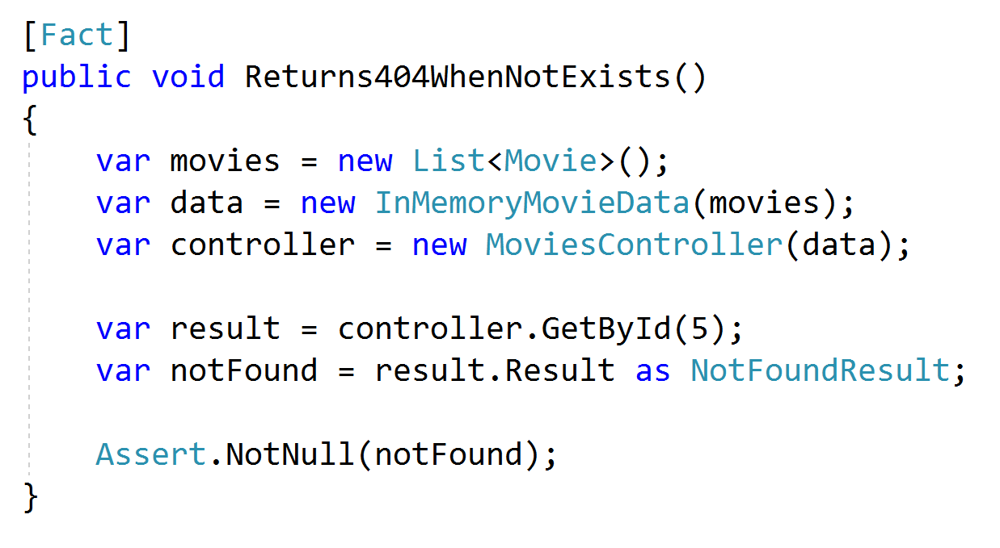 [Fact]
public void Returns404WhenNotExists()
{
    var movies = new List<Movie>();
    var data = new InMemoryMovieData(movies);
    var controller = new MoviesController(data);

    var result = controller.GetById(5);
    var notFound = result.Result as NotFoundResult;

    Assert.NotNull(notFound);
}